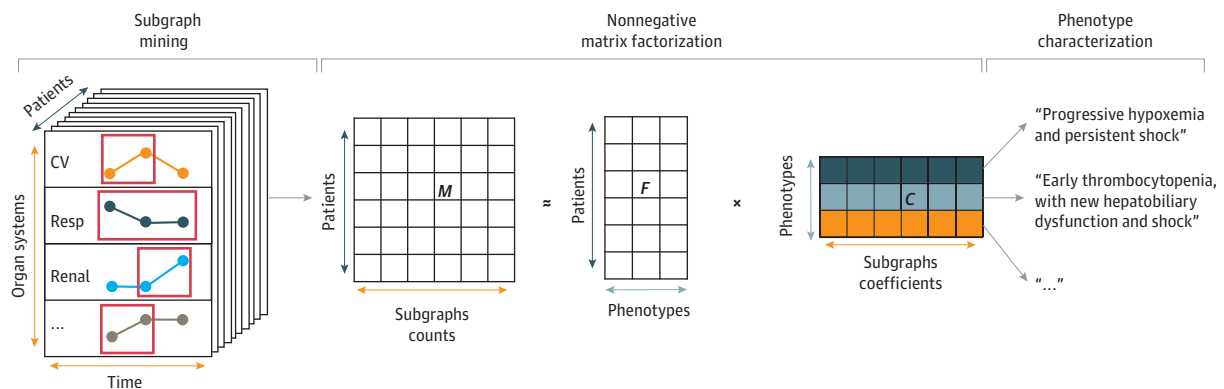 Subgraph
mining
Nonnegative
matrix factorization
Phenotype
characterization
Patients
Organ systems
CV
Resp
Renal
...
Time
Patients
M
Subgraphs
counts
≈
Patients
F
Phenotypes
×
Phenotypes
C
Subgraphs
coefficients
“Progressive hypoxemia
and persistent shock”
“Early thrombocytopenia,
with new hepatobiliary
dysfunction and shock”
“...”